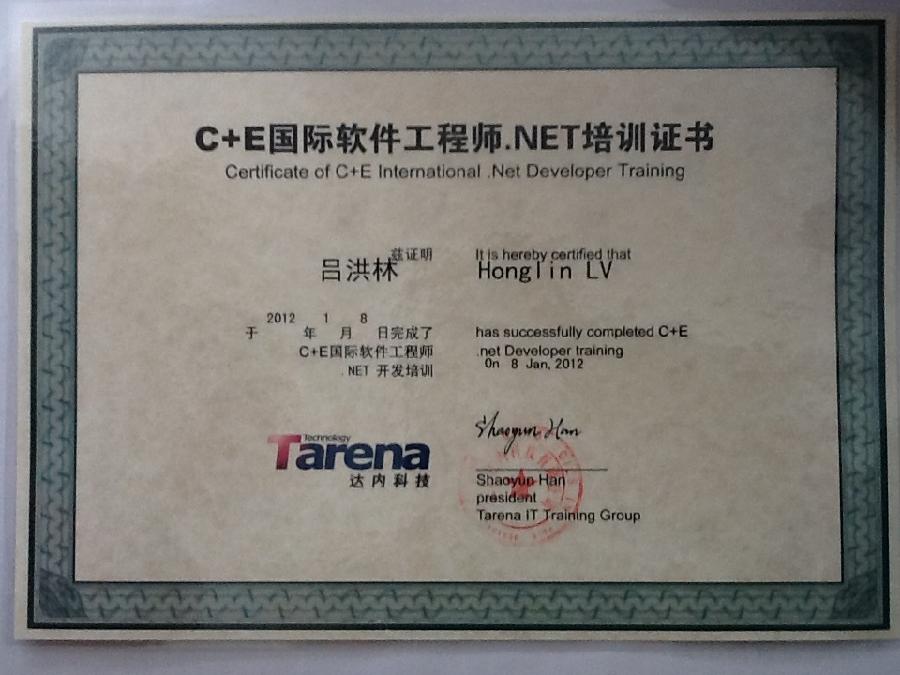 C+E国际软件工程师.NET培训证书
Certificate of C+E International .Net Developer Training
兹证明
吕洪林
于 2012 年 1 月 8 日完成了
C+E国际软件工程师
.NET 开发培训
It is hereby certified that
Honglin LV
has successfully completed C+E
.net Developer training
On 8 Jan, 2012
Technology
Tarena
达内科技
Shaoyun Han
Shaoyun Han
president
Tarena IT Training Group